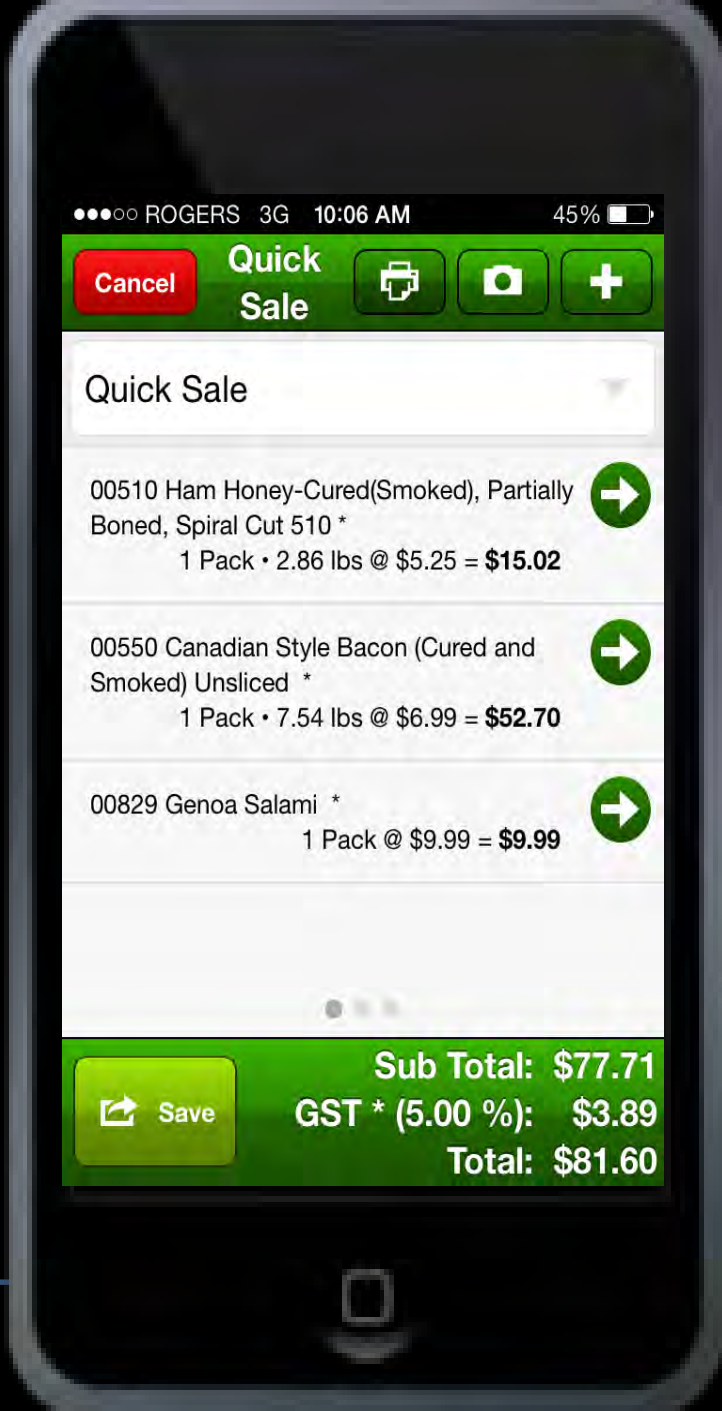 ●●●○○ ROGERS 3G 10:06 AM 45%
Cancel
Quick
Sale
Quick Sale
00510 Ham Honey-Cured(Smoked), Partially
Boned, Spiral Cut 510 *
1 Pack • 2.86 lbs @ $5.25 = $15.02
00550 Canadian Style Bacon (Cured and
Smoked) Unsliced *
1 Pack • 7.54 lbs @ $6.99 = $52.70
00829 Genoa Salami *
1 Pack @ $9.99 = $9.99
Sub Total: $77.71
Save
GST * (5.00 %): $3.89
Total: $81.60